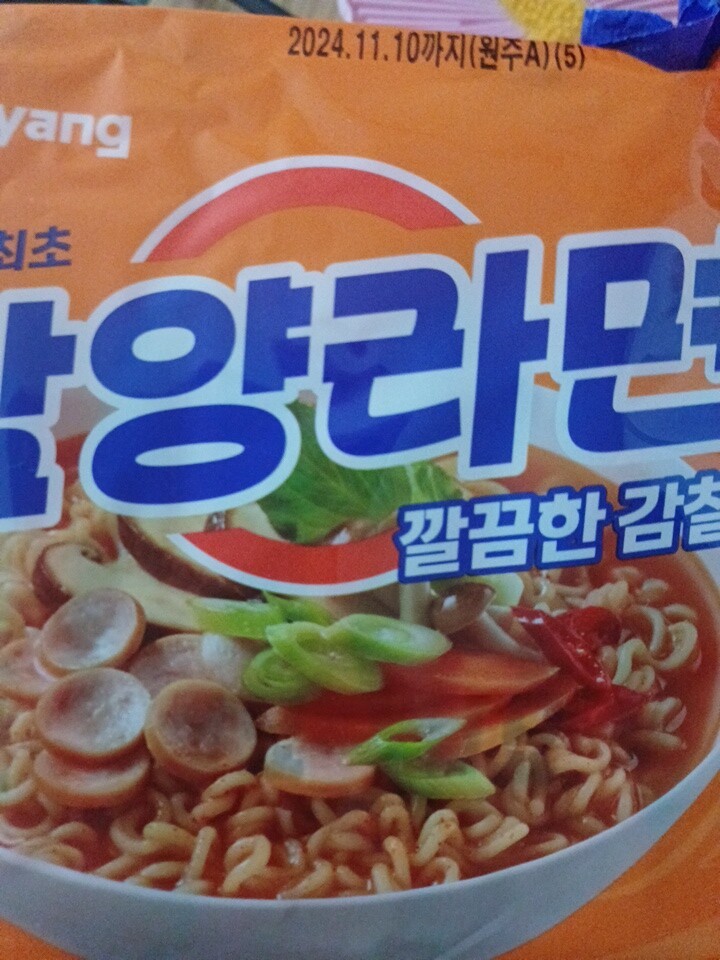 2024.11.10까지(원주A)(5)
yang
최초
삼양라면
깔끔한 감칠